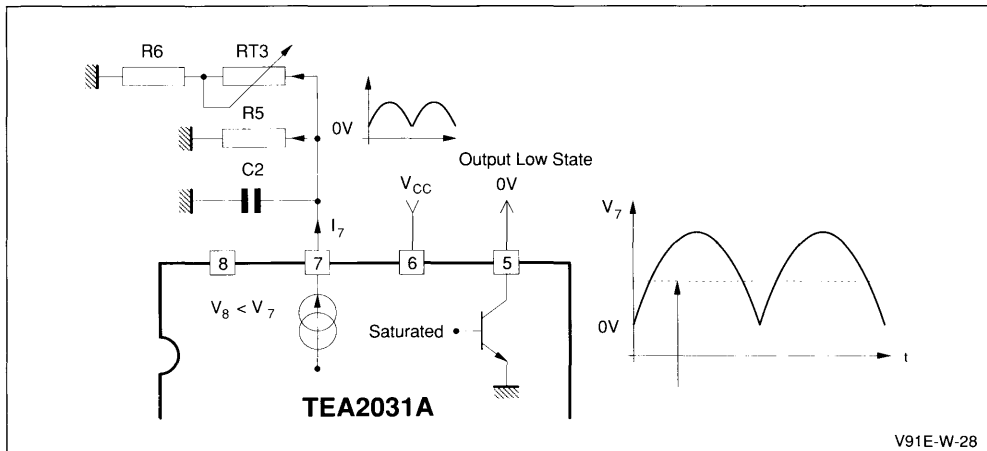 R6
RT3
R5
0V
C2
Output Low State
VCC
0V
I7
8
7
6
5
V8 < V7
Saturated
TEA2031A
V7
0V
t
V91E-W-28